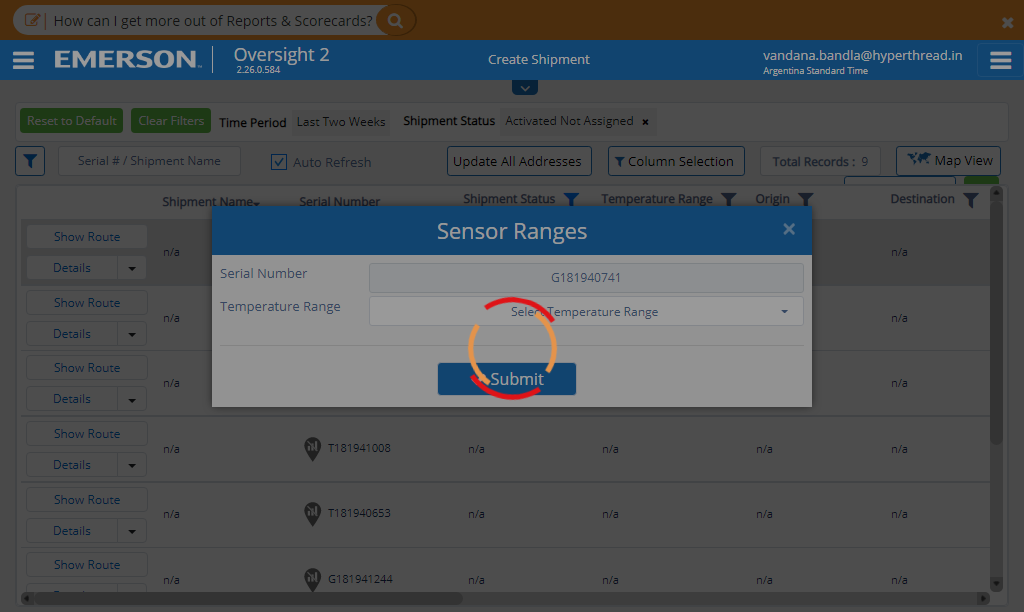 How can I get more out of Reports & Scorecards?
EMERSON
Oversight 2
2.26.0.584
Create Shipment
vandana.bandla@hyperthread.in
Argentina Standard Time
Reset to Default
Clear Filters
Time Period
Last Two Weeks
Shipment Status
Activated Not Assigned
Serial # / Shipment Name
Auto Refresh
Update All Addresses
Column Selection
Total Records : 9
Map View
Shipment Name
Serial Number
Shipment Status
Temperature Range
Origin
Destination
Sensor Ranges
Serial Number
G181940741
Temperature Range
Select Temperature Range
Submit
Show Route
Details
n/a
n/a
Show Route
Details
n/a
n/a
Show Route
Details
n/a
n/a
Show Route
Details
n/a
T181941008
n/a
n/a
n/a
n/a
Show Route
Details
n/a
T181940653
n/a
n/a
n/a
n/a
Show Route
n/a
G181941244
n/a
n/a
n/a
n/a